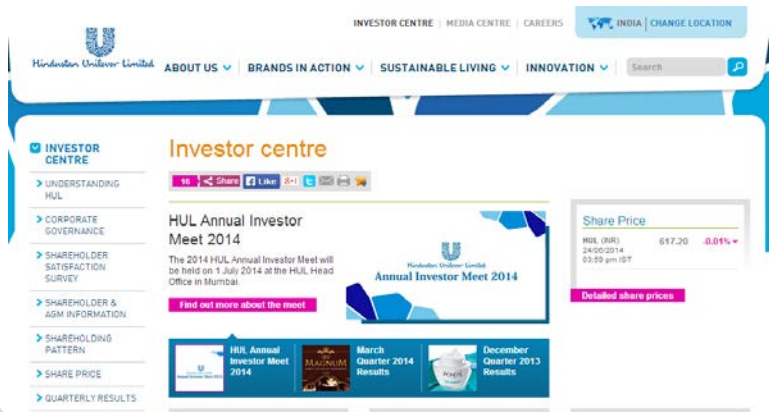 INVESTOR CENTRE | MEDIA CENTRE | CAREERS
INDIA | CHANGE LOCATION
Hindustan Unilever Limited
ABOUT US
BRANDS IN ACTION
SUSTAINABLE LIVING
INNOVATION
Search
INVESTOR
CENTRE
UNDERSTANDING
HUL
CORPORATE
GOVERNANCE
SHAREHOLDER
SATISFACTION
SURVEY
SHAREHOLDER &
AGM INFORMATION
SHAREHOLDING
PATTERN
SHARE PRICE
QUARTERLY RESULTS
Investor centre
16 Share Like 8+1
HUL Annual Investor
Meet 2014
The 2014 HUL Annual Investor Meet will
be held on 1 July 2014 at the HUL Head
Office in Mumbai.
Find out more about the meet
Hindustan Unilever Limited
Annual Investor Meet 2014
HUL Annual
Investor Meet
2014
MAGNUM
March
Quarter 2014
Results
POND'S
December
Quarter 2013
Results
Share Price
HUL (INR) 617.20 -0.01%
24/06/2014
03:59 pm IST
Detailed share prices